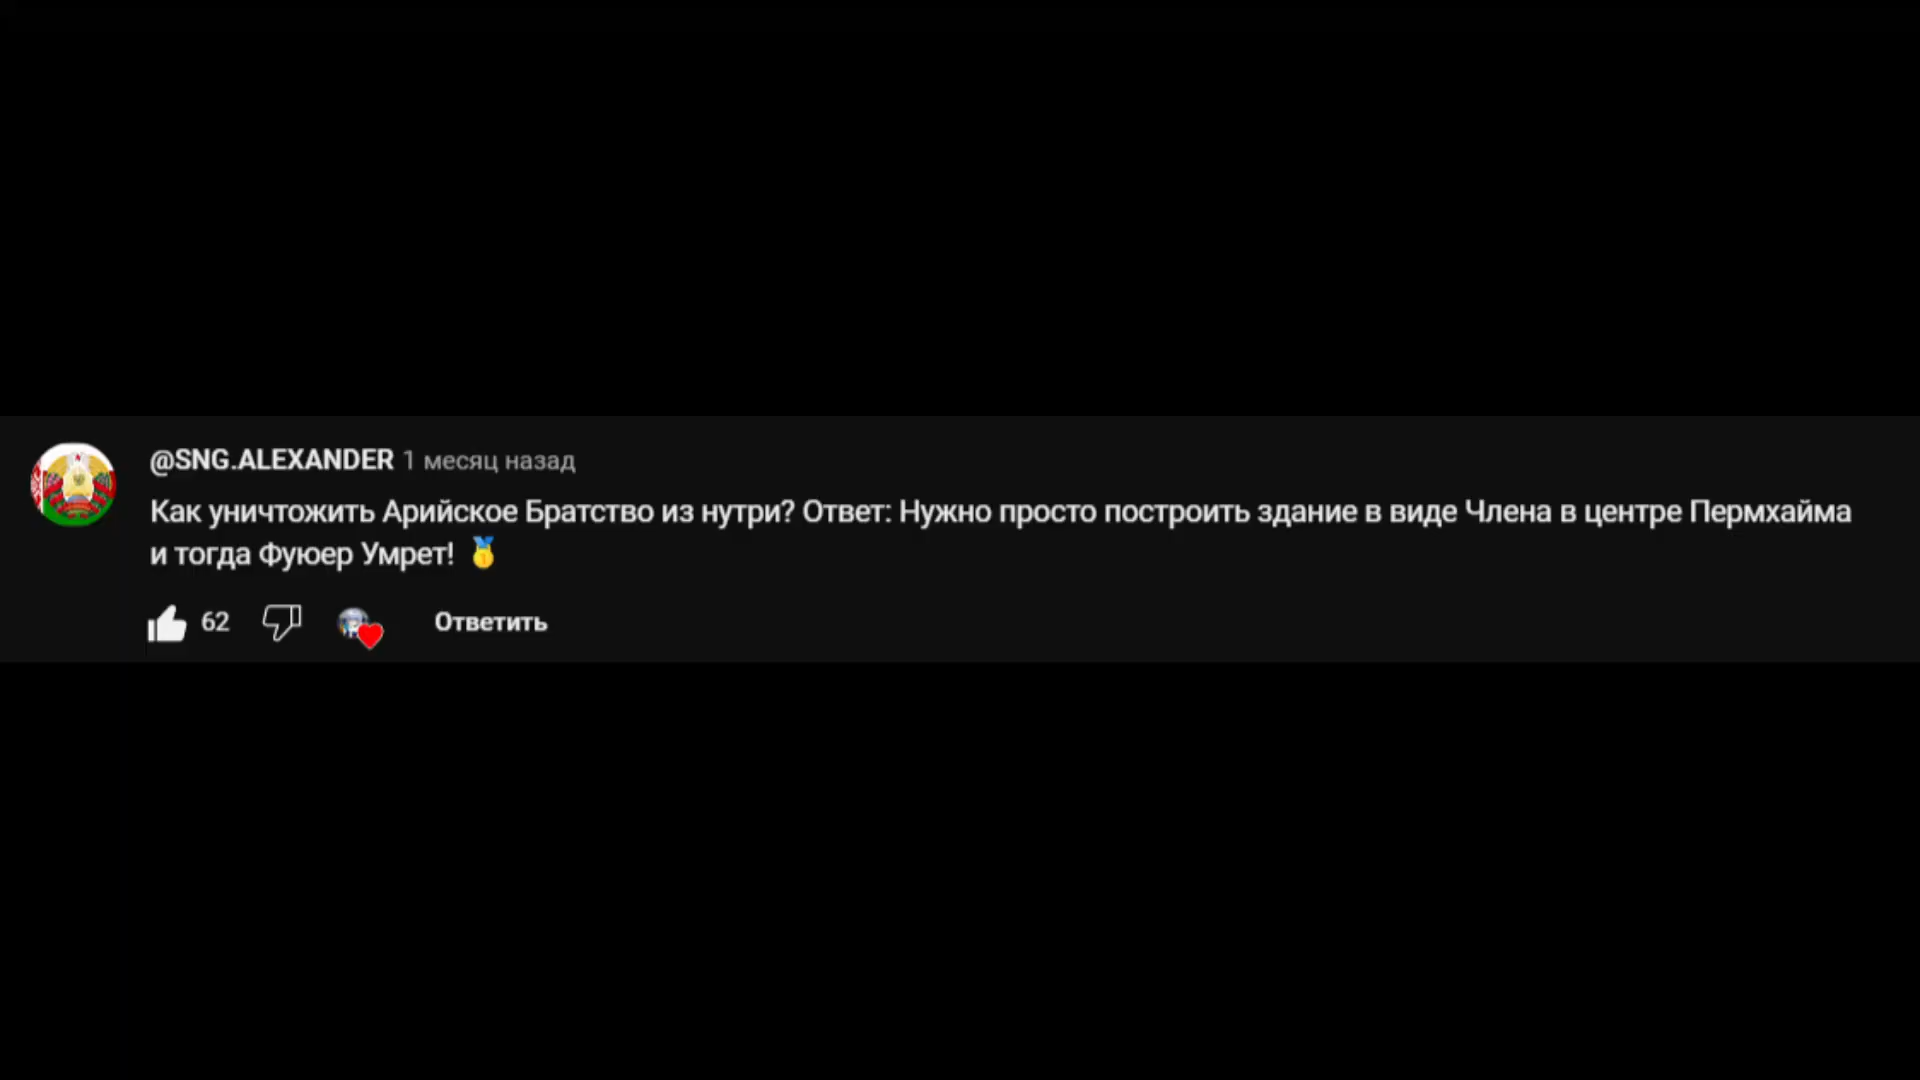 @SNG.ALEXANDER 1 месяц назад
Как уничтожить Арийское Братство из нутри? Ответ: Нужно просто построить здание в виде Члена в центре Пермхайма
и тогда Фуюер Умрет! 🥇
62 Ответить